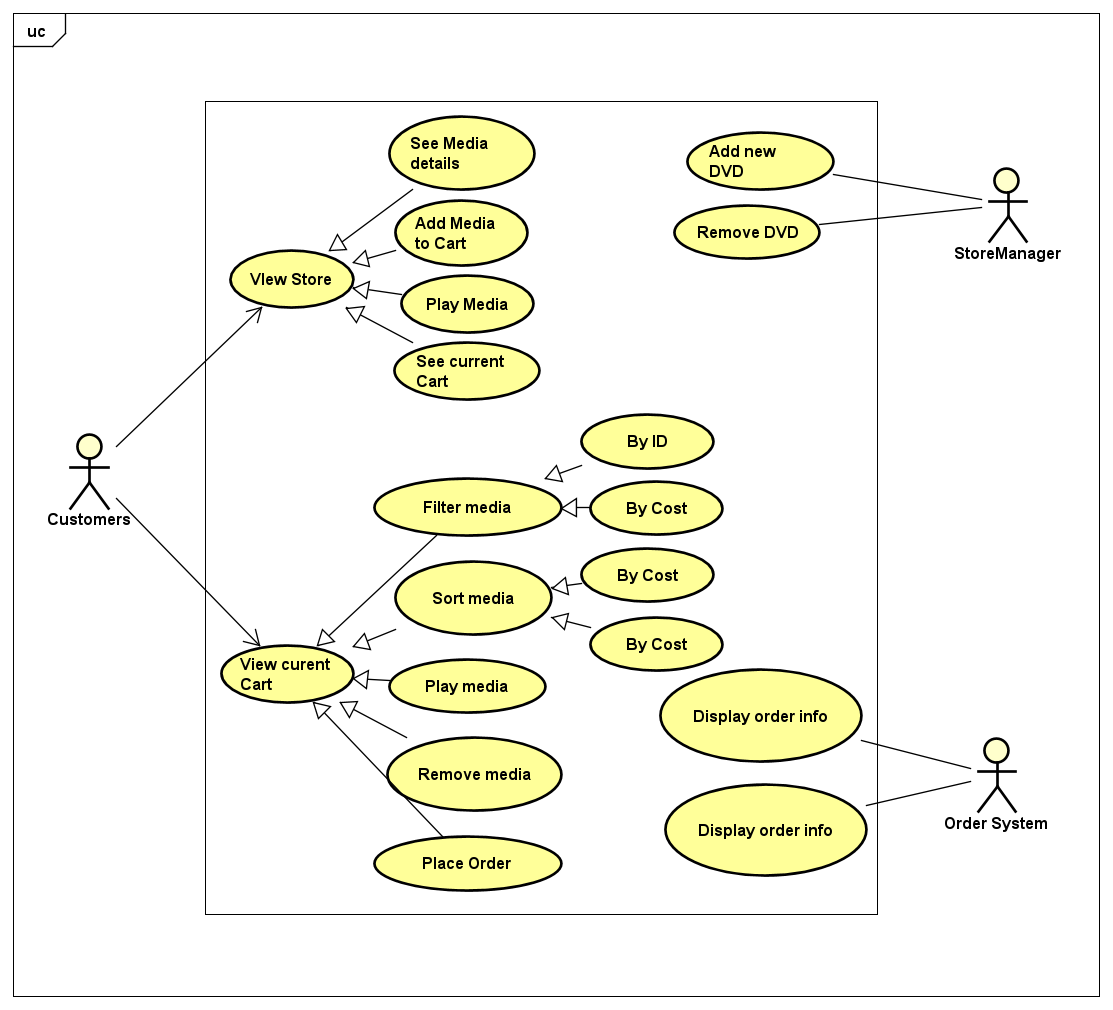 uc
See Media
details
Add new
DVD
Add Media
to Cart
Remove DVD
StoreManager
VIew Store
Play Media
See current
Cart
By ID
Filter media
By Cost
Customers
By Cost
Sort media
By Cost
View curent
Cart
Play media
Display order info
Remove media
Order System
Display order info
Place Order